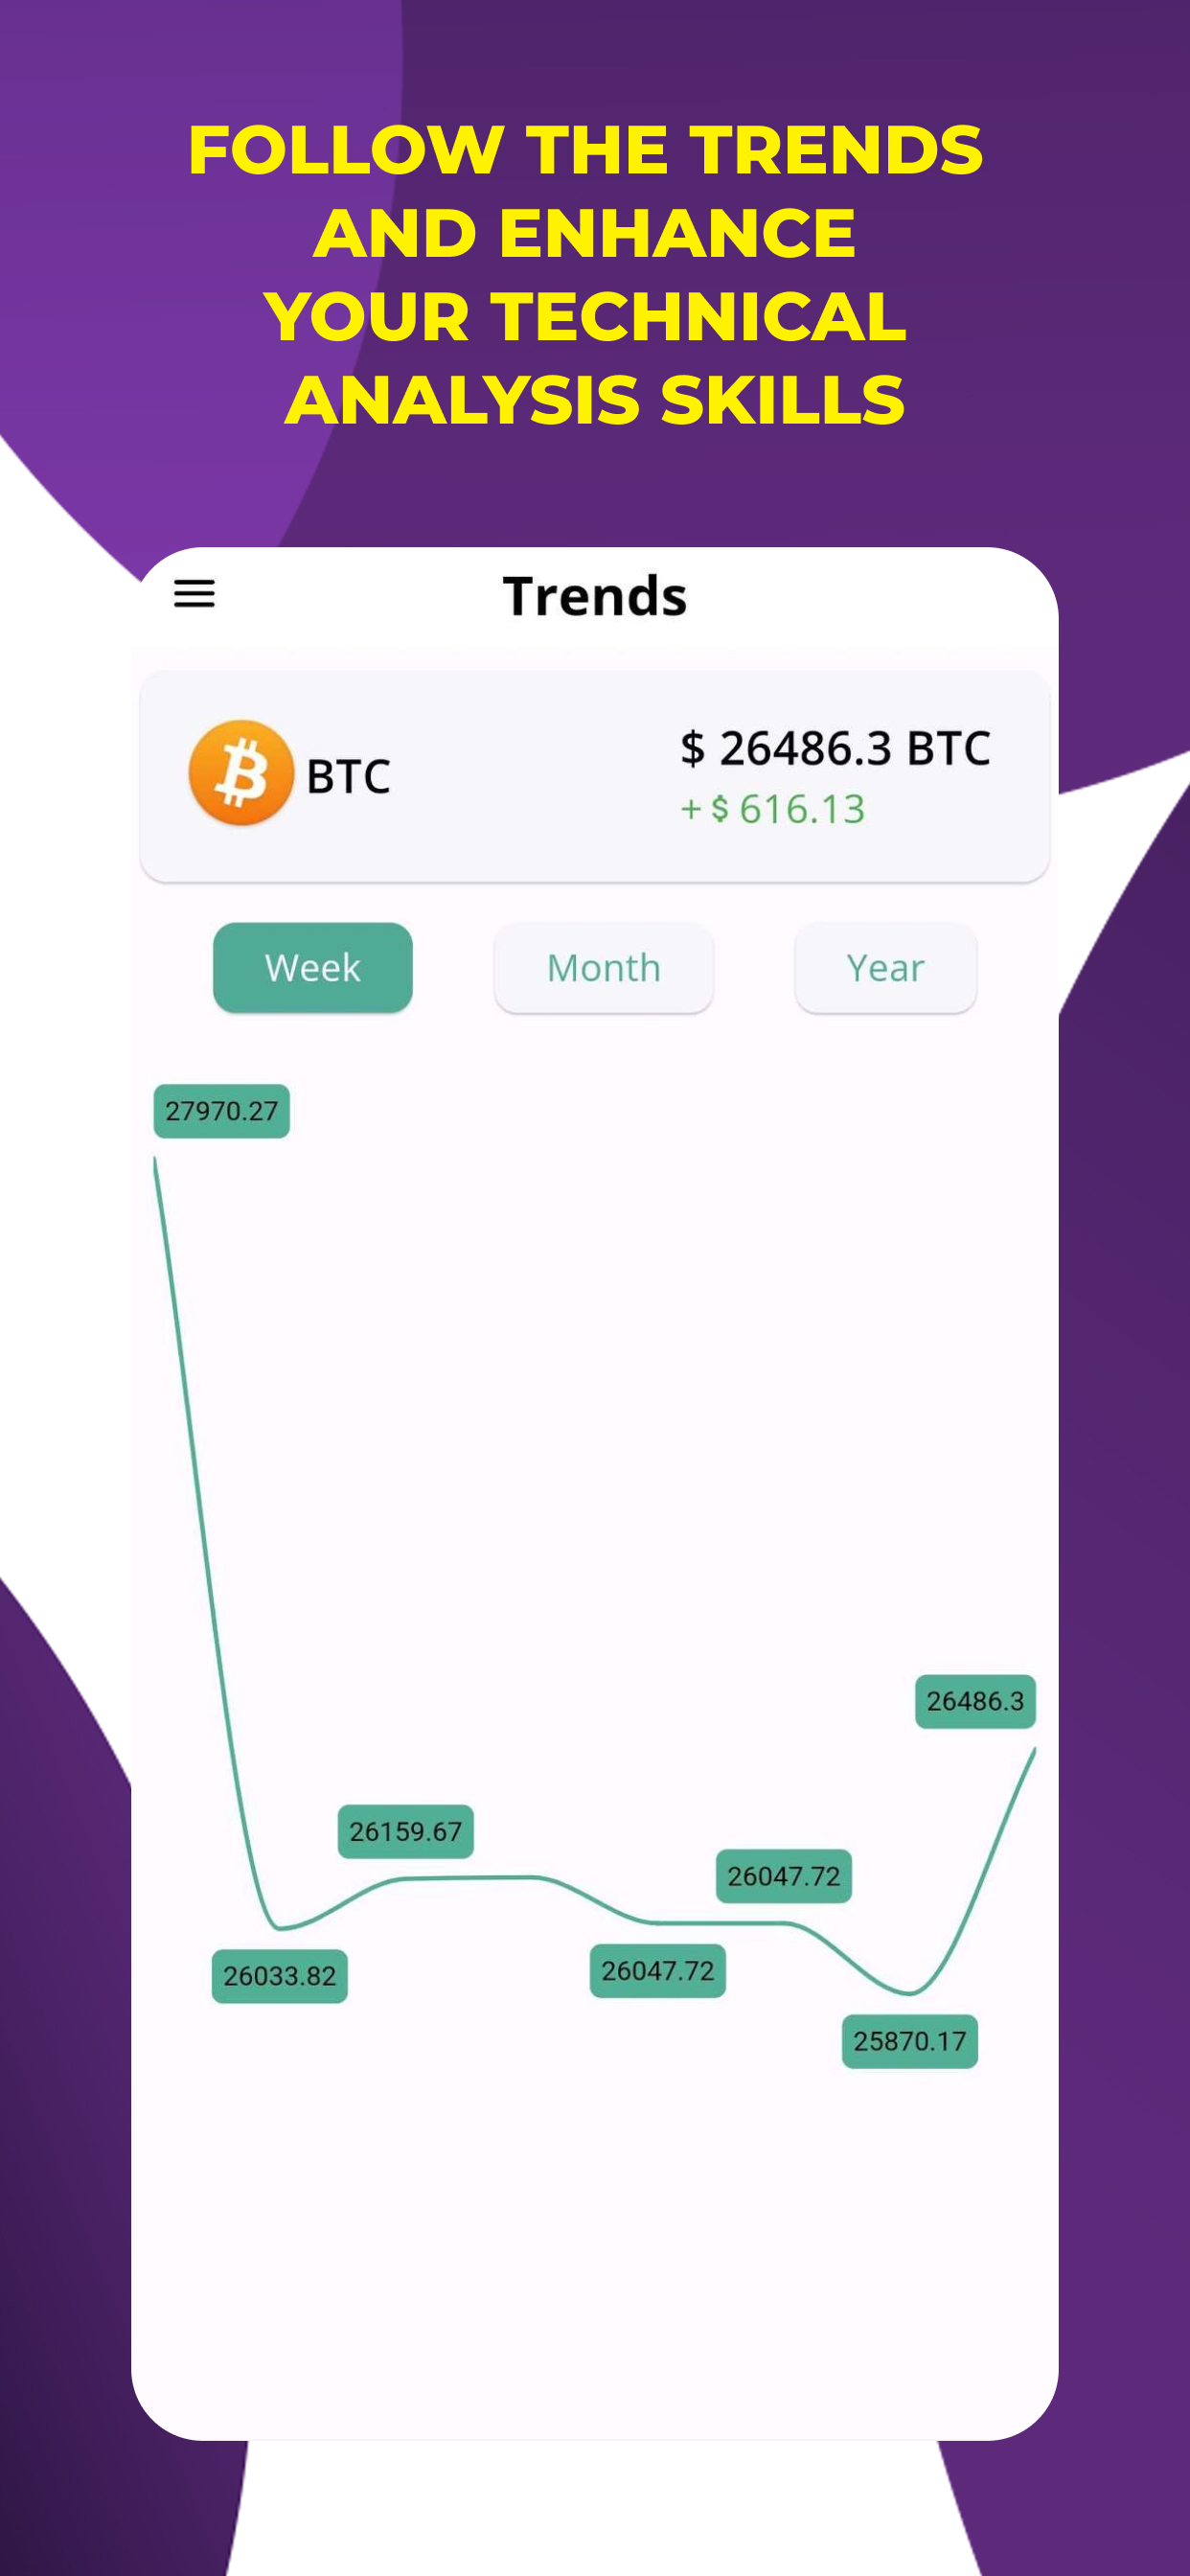 FOLLOW THE TRENDS
AND ENHANCE
YOUR TECHNICAL
ANALYSIS SKILLS
Trends
BTC
$ 26486.3 BTC
+ $ 616.13
Week
Month
Year
27970.27
26486.3
26159.67
26047.72
26033.82
26047.72
25870.17